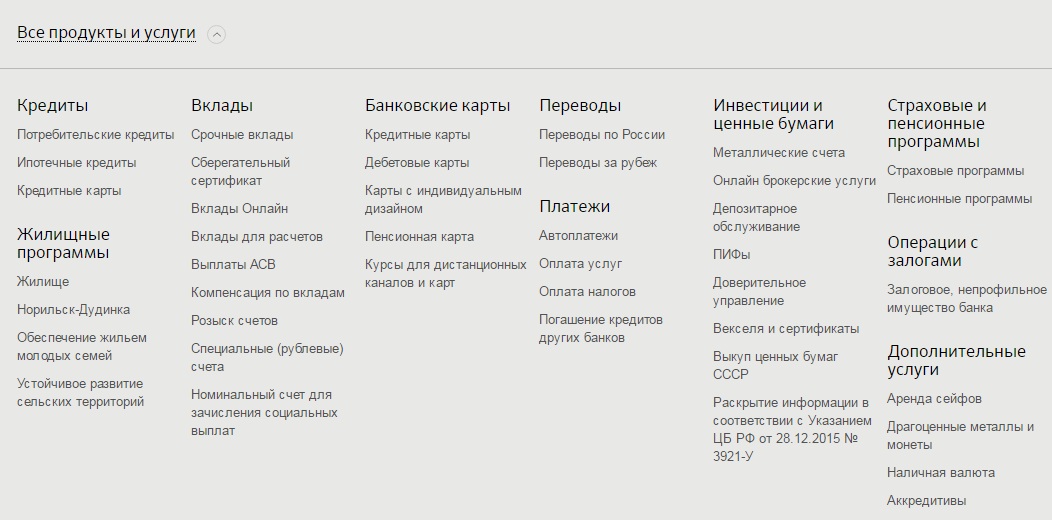 Все продукты и услуги
Кредиты
Потребительские кредиты
Ипотечные кредиты
Кредитные карты
Жилищные
программы
Жилище
Норильск-Дудинка
Обеспечение жильем
молодых семей
Устойчивое развитие
сельских территорий
Вклады
Срочные вклады
Сберегательный
сертификат
Вклады Онлайн
Вклады для расчетов
Выплаты АСВ
Компенсация по вкладам
Розыск счетов
Специальные (рублевые)
счета
Номинальный счет для
зачисления социальных
выплат
Банковские карты
Кредитные карты
Дебетовые карты
Карты с индивидуальным
дизайном
Пенсионная карта
Курсы для дистанционных
каналов и карт
Переводы
Переводы по России
Переводы за рубеж
Платежи
Автоплатежи
Оплата услуг
Оплата налогов
Погашение кредитов
других банков
Инвестиции и
ценные бумаги
Металлические счета
Онлайн брокерские услуги
Депозитарное
обслуживание
ПИФы
Доверительное
управление
Векселя и сертификаты
Выкуп ценных бумаг
СССР
Раскрытие информации в
соответствии с Указанием
ЦБ РФ от 28.12.2015 №
3921-У
Страховые и
пенсионные
программы
Страховые программы
Пенсионные программы
Операции с
залогами
Залоговое, непрофильное
имущество банка
Дополнительные
услуги
Аренда сейфов
Драгоценные металлы и
монеты
Наличная валюта
Аккредитивы